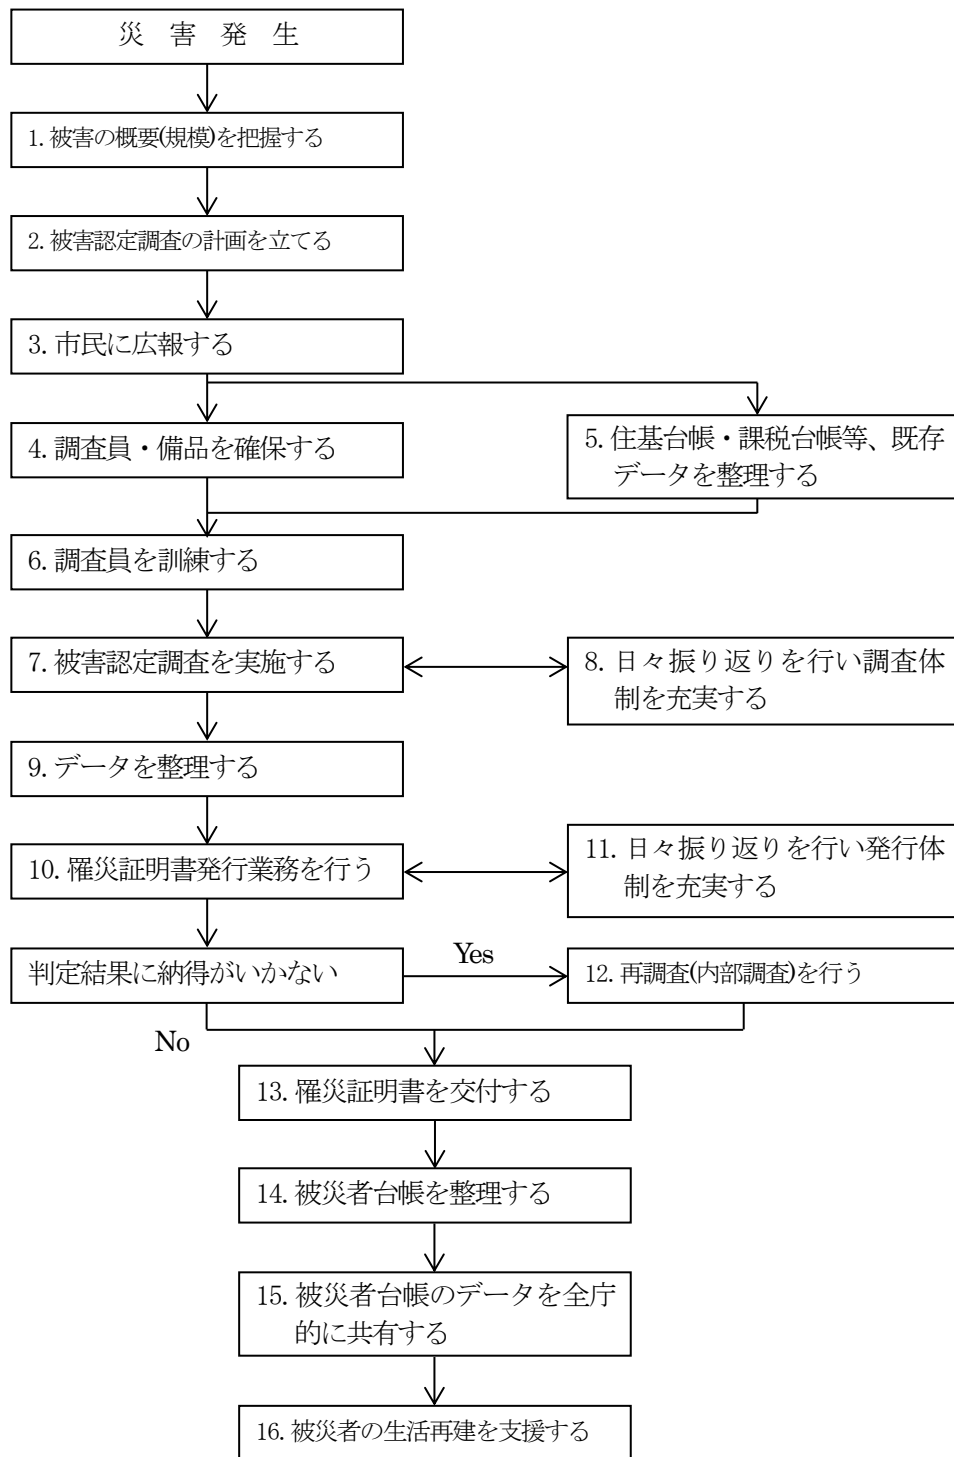 災 害 発 生
1. 被害の概要(規模)を把握する
2. 被害認定調査の計画を立てる
3. 市民に広報する
4. 調査員・備品を確保する
5. 住基台帳・課税台帳等、既存
データを整理する
6. 調査員を訓練する
7. 被害認定調査を実施する
8. 日々振り返りを行い調査体
制を充実する
9. データを整理する
10. 罹災証明書発行業務を行う
11. 日々振り返りを行い発行体
制を充実する
判定結果に納得がいかない
Yes
12. 再調査(内部調査)を行う
No
13. 罹災証明書を交付する
14. 被災者台帳を整理する
15. 被災者台帳のデータを全庁
的に共有する
16. 被災者の生活再建を支援する